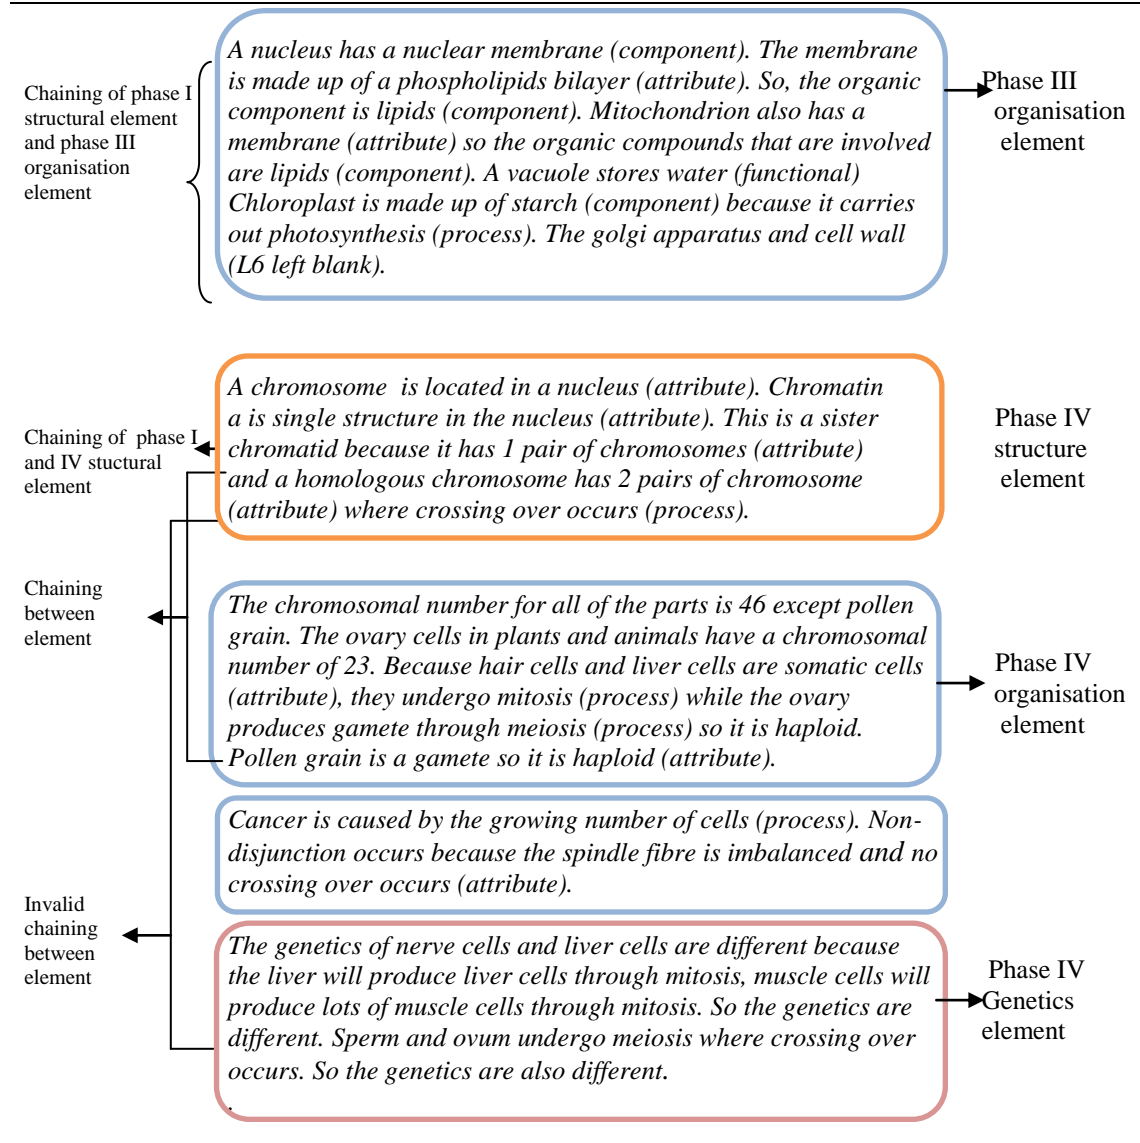 Chaining of phase I
structural element
and phase III
organisation
element
A nucleus has a nuclear membrane (component). The membrane
is made up of a phospholipids bilayer (attribute). So, the organic
component is lipids (component). Mitochondrion also has a
membrane (attribute) so the organic compounds that are involved
are lipids (component). A vacuole stores water (functional)
Chloroplast is made up of starch (component) because it carries
out photosynthesis (process). The golgi apparatus and cell wall
(L6 left blank).
Phase III
organisation
element
Chaining of  phase I
and IV stuctural
element
A chromosome  is located in a nucleus (attribute). Chromatin
a is single structure in the nucleus (attribute). This is a sister
chromatid because it has 1 pair of chromosomes (attribute)
and a homologous chromosome has 2 pairs of chromosome
(attribute) where crossing over occurs (process).
Phase IV
structure
element
Chaining
between
element
The chromosomal number for all of the parts is 46 except pollen
grain. The ovary cells in plants and animals have a chromosomal
number of 23. Because hair cells and liver cells are somatic cells
(attribute), they undergo mitosis (process) while the ovary
produces gamete through meiosis (process) so it is haploid.
Pollen grain is a gamete so it is haploid (attribute).
Phase IV
organisation
element
Cancer is caused by the growing number of cells (process). Non-
disjunction occurs because the spindle fibre is imbalanced and no
crossing over occurs (attribute).
Invalid
chaining
between
element
The genetics of nerve cells and liver cells are different because
the liver will produce liver cells through mitosis, muscle cells will
produce lots of muscle cells through mitosis. So the genetics are
different. Sperm and ovum undergo meiosis where crossing over
occurs. So the genetics are also different.
.
Phase IV
Genetics
element